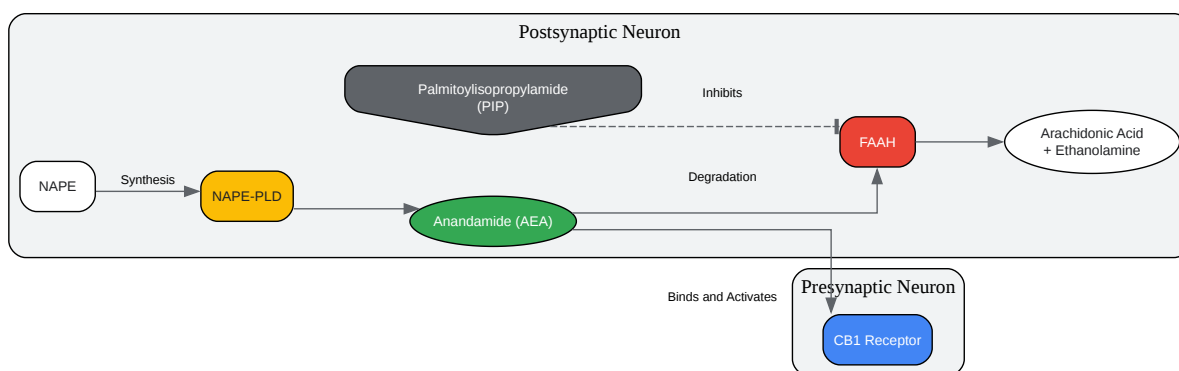 Postsynaptic Neuron
Palmitoylisopropylamide
(PIP)
Inhibits
FAAH
Arachidonic Acid
+ Ethanolamine
NAPE
Synthesis
NAPE-PLD
Degradation
Anandamide (AEA)
Binds and Activates
Presynaptic Neuron
CB1 Receptor